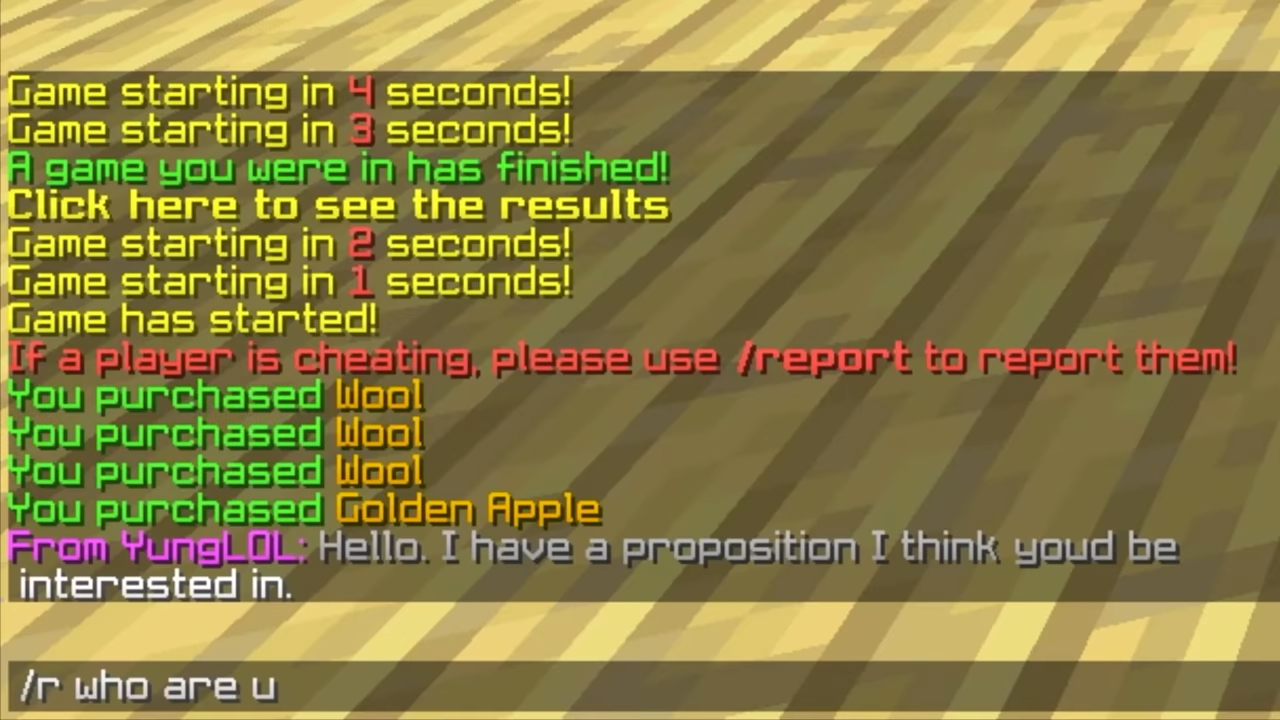 Game starting in 4 seconds!
Game starting in 3 seconds!
A game you were in has finished!
Click here to see the results
Game starting in 2 seconds!
Game starting in 1 seconds!
Game has started!
If a player is cheating, please use /report to report them!
You purchased Wool
You purchased Wool
You purchased Wool
You purchased Golden Apple
From YungLOL: Hello. I have a proposition I think youd be
interested in.
/r who are u